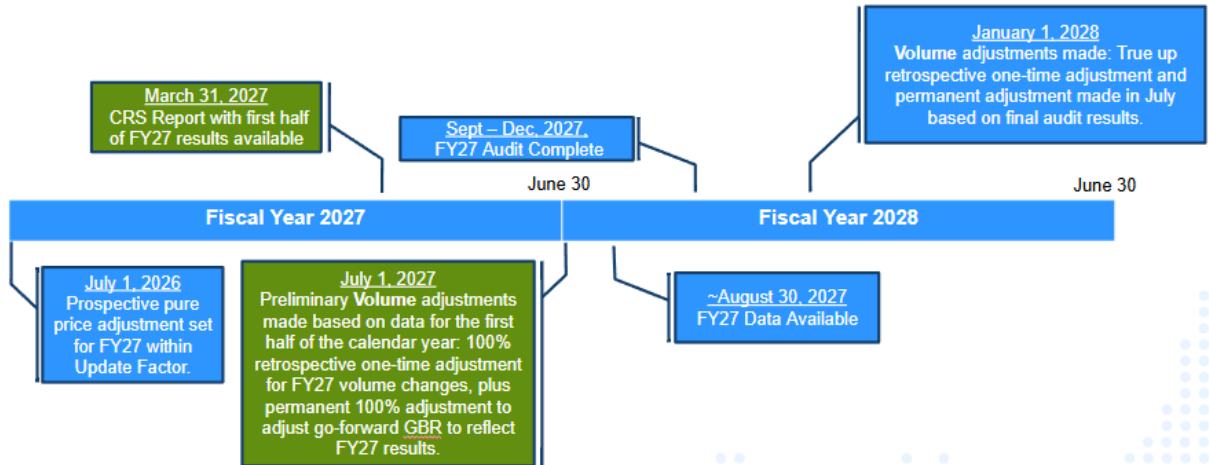 January 1, 2028
Volume adjustments made: True up
retrospective one-time adjustment and
permanent adjustment made in July
based on final audit results.
March 31, 2027
CRS Report with first half
of FY27 results available
Sept – Dec, 2027,
FY27 Audit Complete
June 30
June 30
Fiscal Year 2027
Fiscal Year 2028
July 1, 2026
Prospective pure
price adjustment set
for FY27 within
Update Factor.
July 1, 2027
Preliminary Volume adjustments
made based on data for the first
half of the calendar year: 100%
retrospective one-time adjustment
for FY27 volume changes, plus
permanent 100% adjustment to
adjust go-forward GBR to reflect
FY27 results.
~August 30, 2027
FY27 Data Available